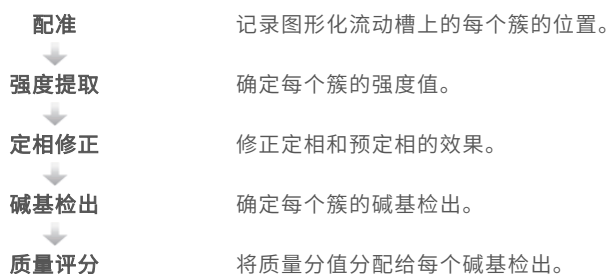 配准 记录图形化流动槽上的每个簇的位置。
强度提取 确定每个簇的强度值。
定相修正 修正定相和预定相的效果。
碱基检出 确定每个簇的碱基检出。
质量评分 将质量分值分配给每个碱基检出。